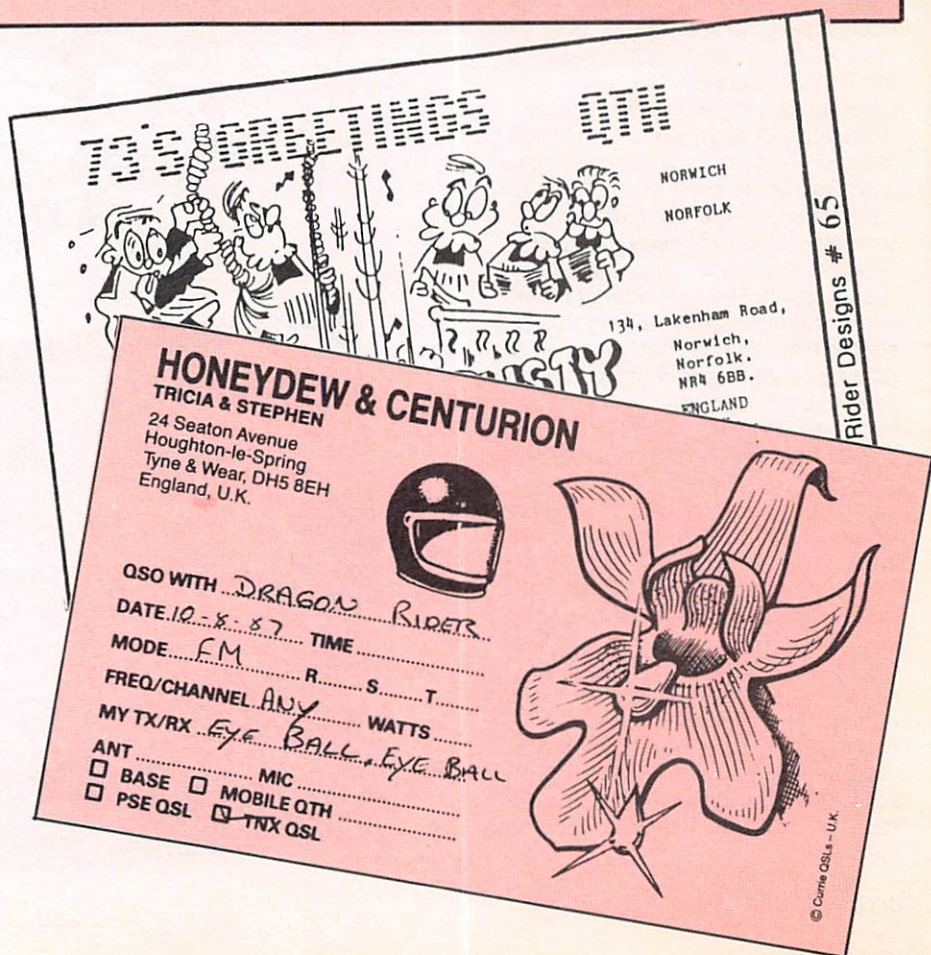 73'S GREETINGS QTH
NORWICH
NORFOLK
134, Lakenham Road,
Norwich,
Norfolk.
NR4 6BB.
ENGLAND
Rider Designs # 65
HONEYDEW & CENTURION
TRICIA & STEPHEN
24 Seaton Avenue
Houghton-le-Spring
Tyne & Wear, DH5 8EH
England, U.K.
QSO WITH DRAGON RIDER
DATE 10-8-87 TIME
MODE FM R S T
FREQ/CHANNEL ANY WATTS
MY TX/RX EYE BALL, EYE BALL
ANT MIC
BASE MOBILE QTH
PSE QSL TNX QSL
© Currie QSLs – U.K.